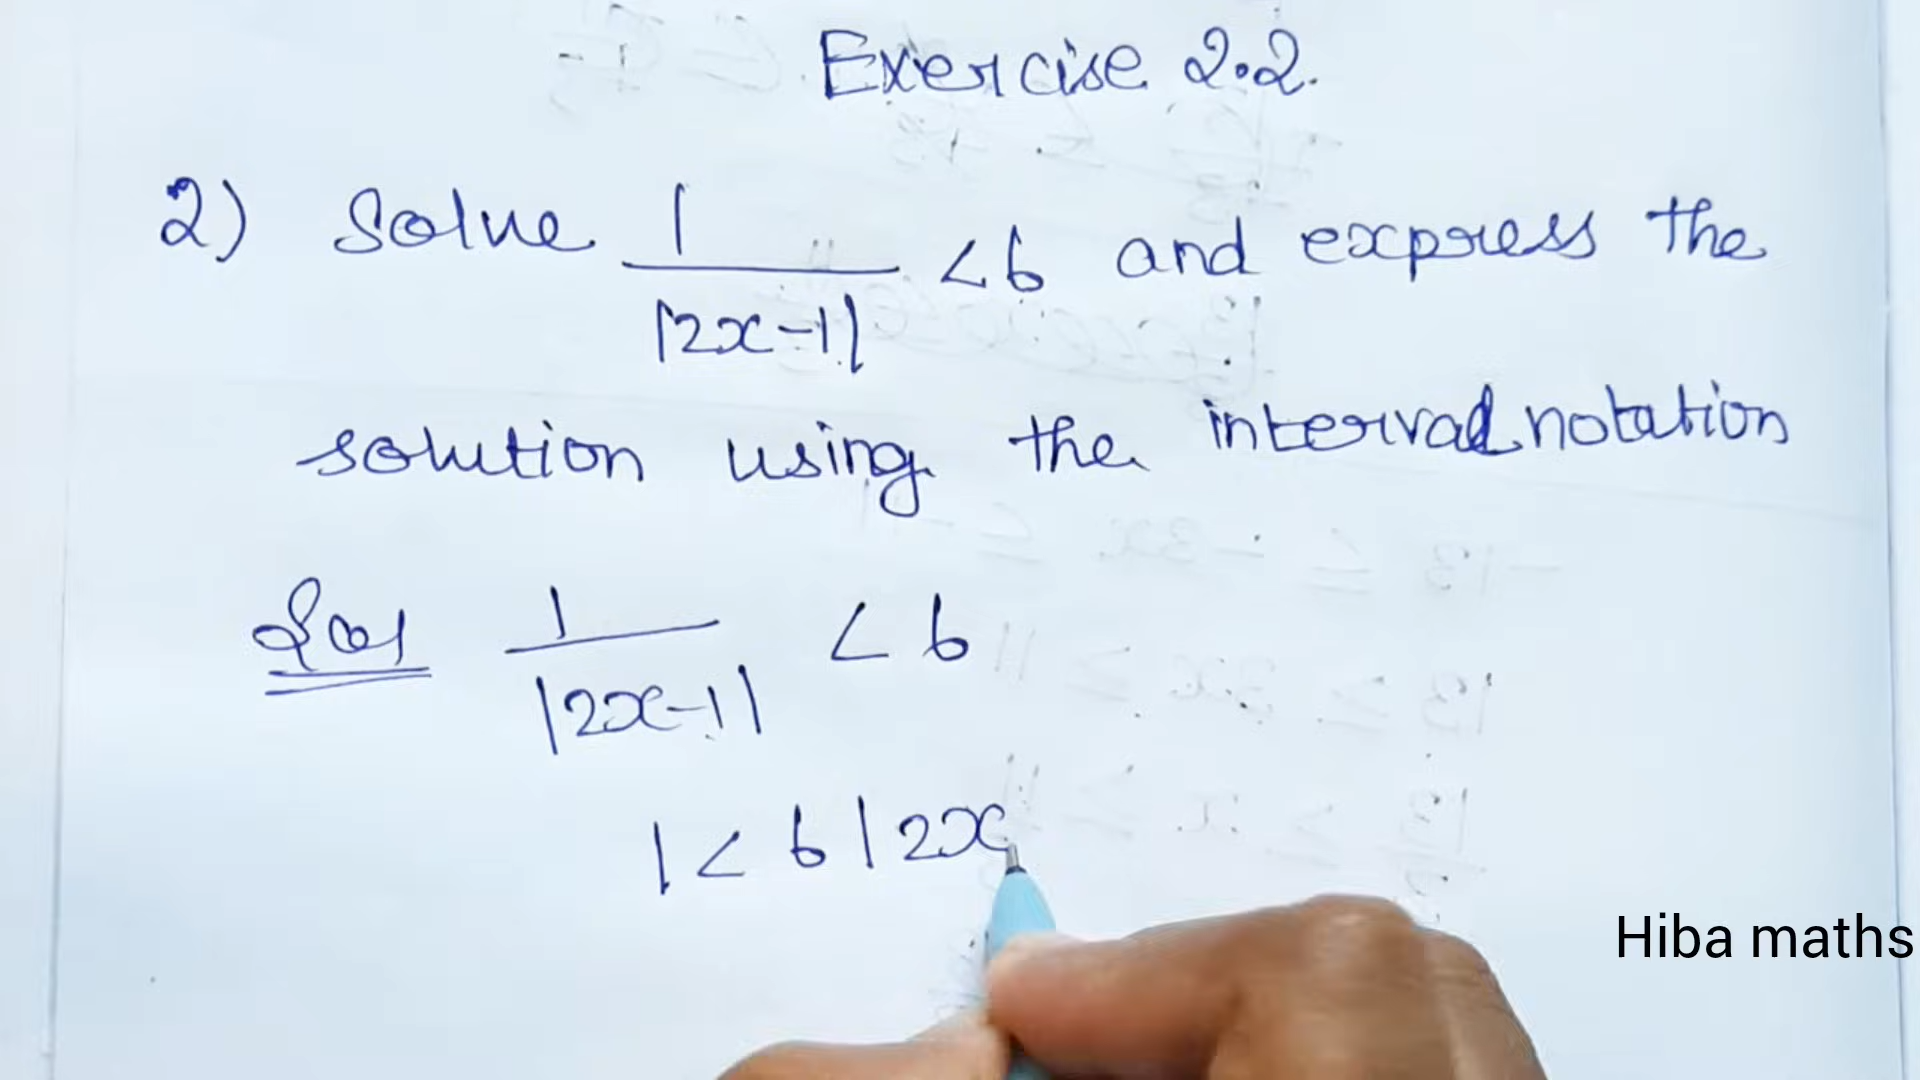 Exercise 2.2.
2) Solve 1/|2x-1| <6 and express the
solution using the interval notation
Sol 1/|2x-1| < 6
1 < 6 |2x
Hiba maths